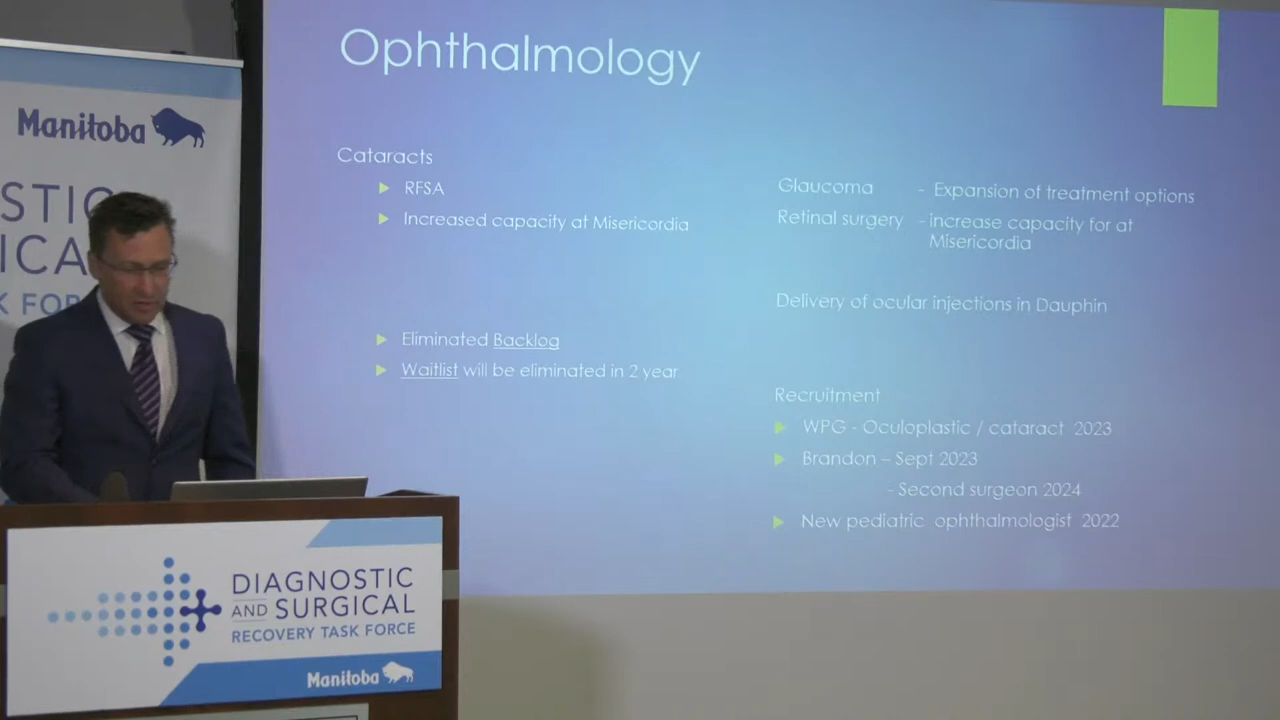 Manitoba
STIC
ICA
K FOR
Ophthalmology
Cataracts
RFSA
Increased capacity at Misericordia
Eliminated Backlog
Waitlist will be eliminated in 2 year
Glaucoma - Expansion of treatment options
Retinal surgery - increase capacity for at
Misericordia
Delivery of ocular injections in Dauphin
Recruitment
WPG - Oculoplastic / cataract 2023
Brandon – Sept 2023
- Second surgeon 2024
New pediatric ophthalmologist 2022
DIAGNOSTIC
AND SURGICAL
RECOVERY TASK FORCE
Manitoba